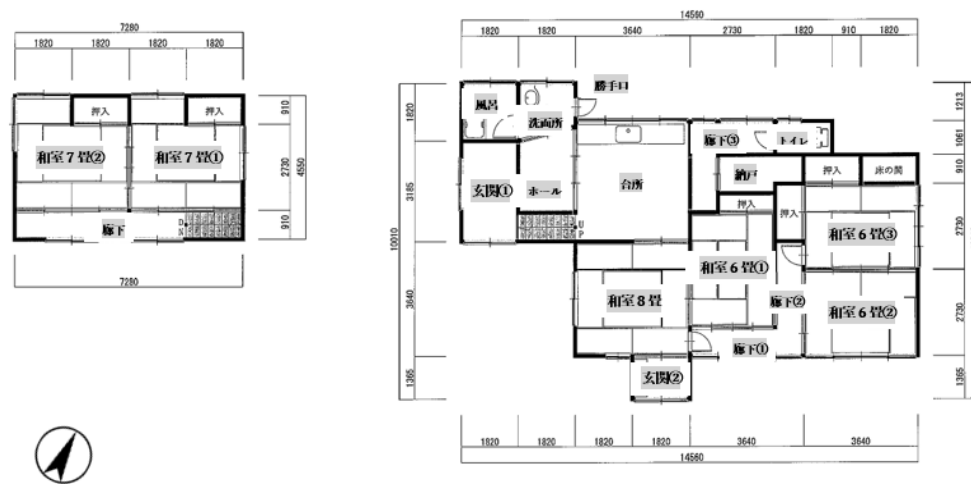 7280
1820 1820 1820 1820
押入 押入
和室7畳② 和室7畳①
廊下
DN
910
2730
910
4550
7280
14560
1820 1820 3640 2730 1820 910 1820
勝手口
風呂
洗面所
廊下③
トイレ
玄関①
ホール
台所
納戸
押入
床の間
押入
押入
UP
和室6畳①
和室6畳③
和室8畳
廊下②
和室6畳②
廊下①
玄関②
1820
3185
3640
1365
10010
1213
1061
910
2730
2730
1365
1820 1820 1820 1820 3640 3640
14560